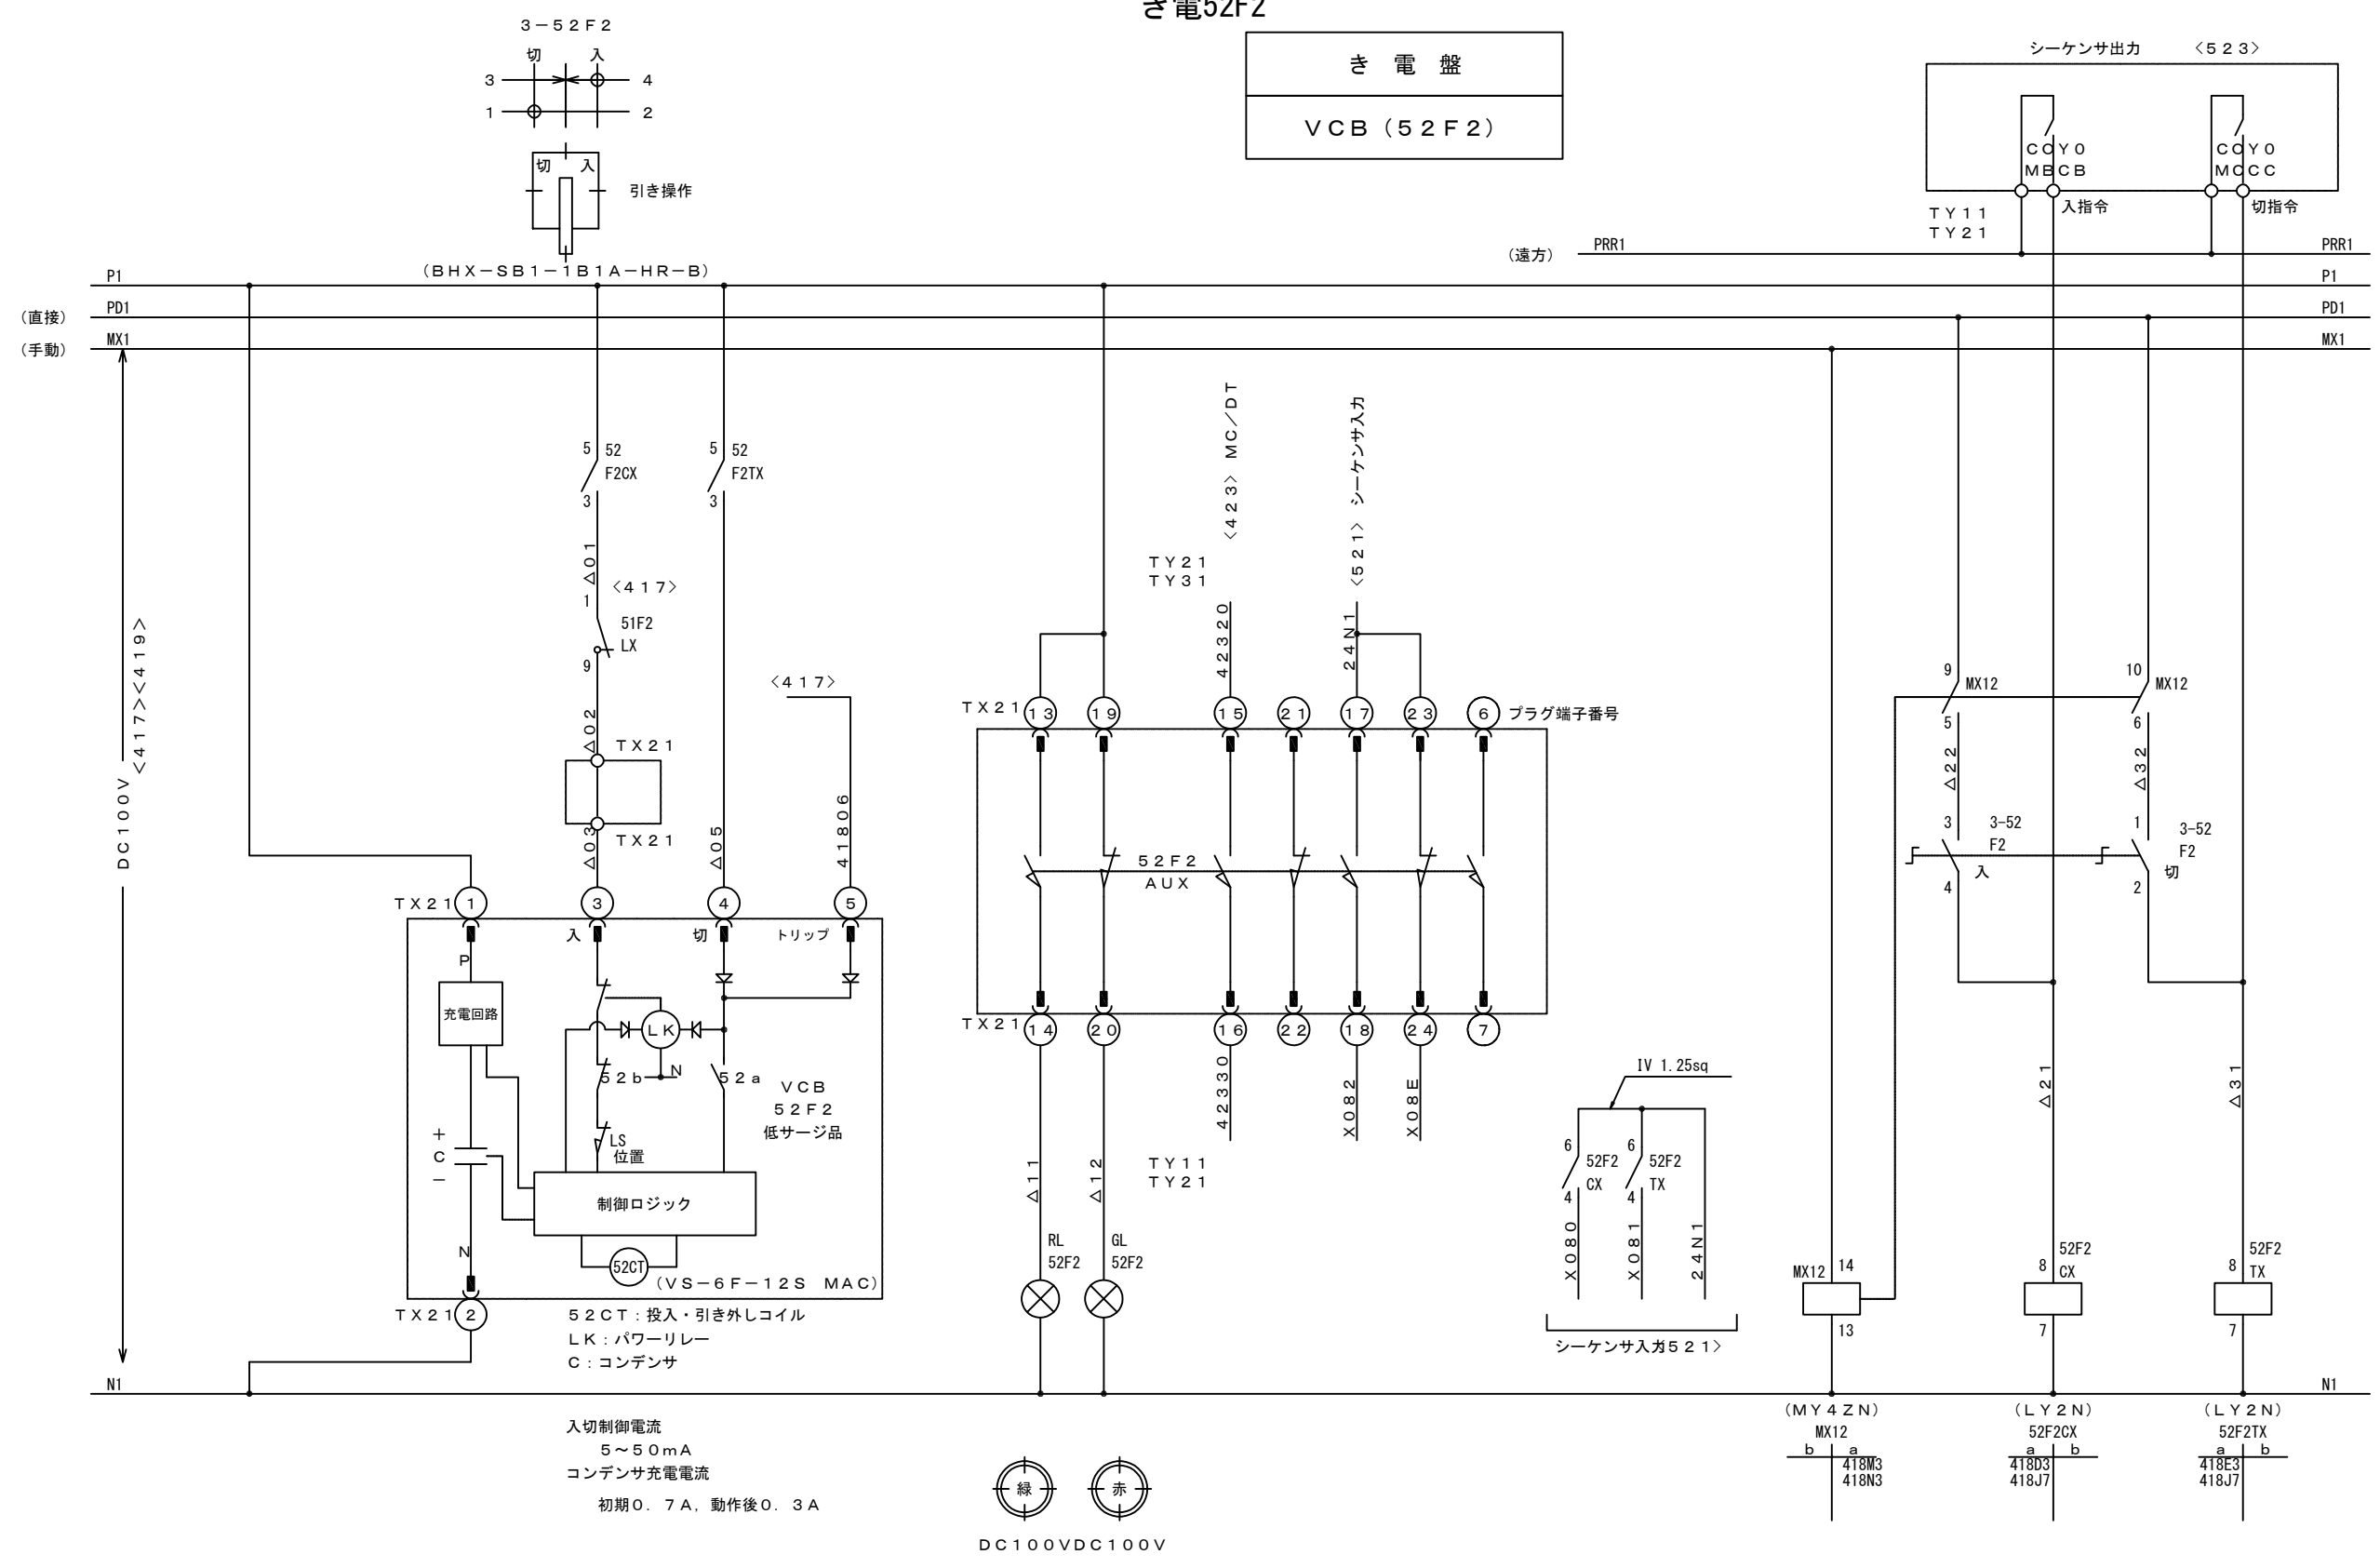 き電52F2
3－52F2
切 入
3 4
1 2
切 入
引き操作
（BHX－SB1－1B1A－HR－B）
き 電 盤
VCB（52F2）
シーケンサ出力 〈523〉
COY0 COY0
MBCB MCCC
入指令 切指令
TY11
TY21
（遠方） PRR1 PRR1
P1 P1
（直接） PD1 PD1
（手動） MX1 MX1
DC100V
〈417〉〈419〉
5 52
F2CX
3
5 52
F2TX
3
△01
〈417〉
1
51F2
LX
9
△02
TX21
TX21
△03
△05
〈417〉
41806
TX21 1 3 4 5
入 切 トリップ
P
充電回路
LK
52b N 52a
VCB
52F2
低サージ品
＋
C
－
LS
位置
制御ロジック
N
52CT
（VS－6F－12S MAC）
TX21 2
52CT：投入・引き外しコイル
LK：パワーリレー
C：コンデンサ
〈423〉 MC／DT
〈521〉 シーケンサ入力
TY21
TY31
42320
24N1
TX21 13 19 15 21 17 23 6 プラグ端子番号
52F2
AUX
TX21 14 20 16 22 18 24 7
42330
X082
X08E
△11
△12
TY11
TY21
RL
52F2
GL
52F2
IV 1.25sq
6 52F2
CX
4
6 52F2
TX
4
X080
X081
24N1
シーケンサ入力〈521〉
9 MX12
5
10 MX12
6
△22
△32
3 3-52
F2
入
4
1 3-52
F2
切
2
△21
△31
MX12 14
13
52F2
8 CX
7
52F2
8 TX
7
N1 N1
入切制御電流
5～50mA
コンデンサ充電電流
初期0．7A，動作後0．3A
緑 赤
DC100VDC100V
（MY4ZN）
MX12
b a
418M3
418N3
（LY2N）
52F2CX
a b
418D3
418J7
（LY2N）
52F2TX
a b
418E3
418J7